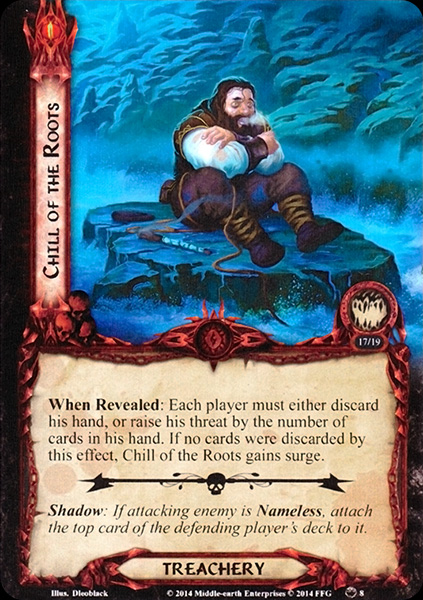 CHILL OF THE ROOTS
17/19
When Revealed: Each player must either discard
his hand, or raise his threat by the number of
cards in his hand. If no cards were discarded by
this effect, Chill of the Roots gains surge.
Shadow: If attacking enemy is Nameless, attach
the top card of the defending player's deck to it.
TREACHERY
Illus. Dleoblack © 2014 Middle-earth Enterprises © 2014 FFG 8